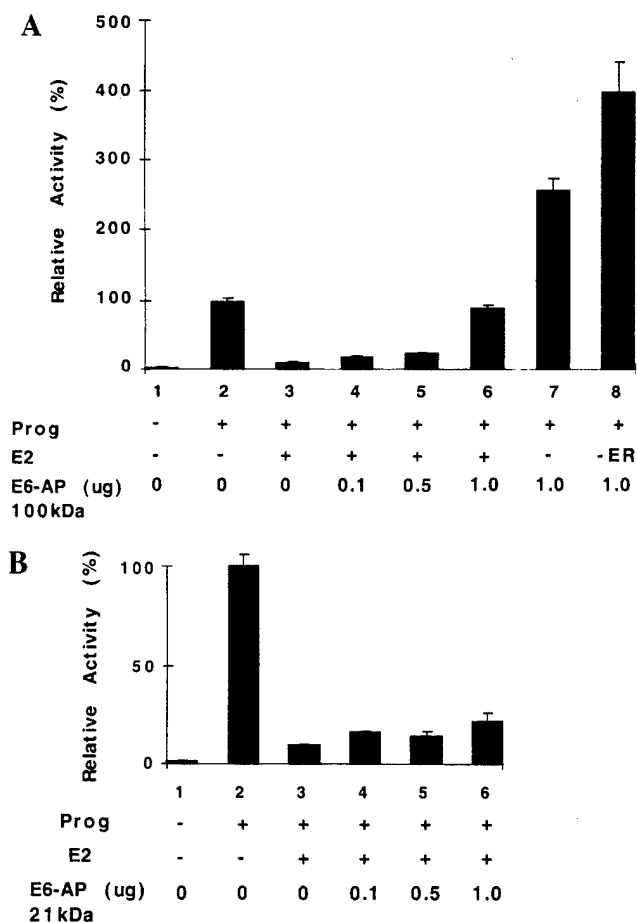 A
500
400
300
200
100
0
Relative Activity (%)
1 2 3 4 5 6 7 8
Prog - + + + + + + +
E2 - - + + + + - -ER
E6-AP (ug) 0 0 0 0.1 0.5 1.0 1.0 1.0
100kDa
B
100
50
0
Relative Activity (%)
1 2 3 4 5 6
Prog - + + + + +
E2 - - + + + +
E6-AP (ug) 0 0 0 0.1 0.5 1.0
21kDa